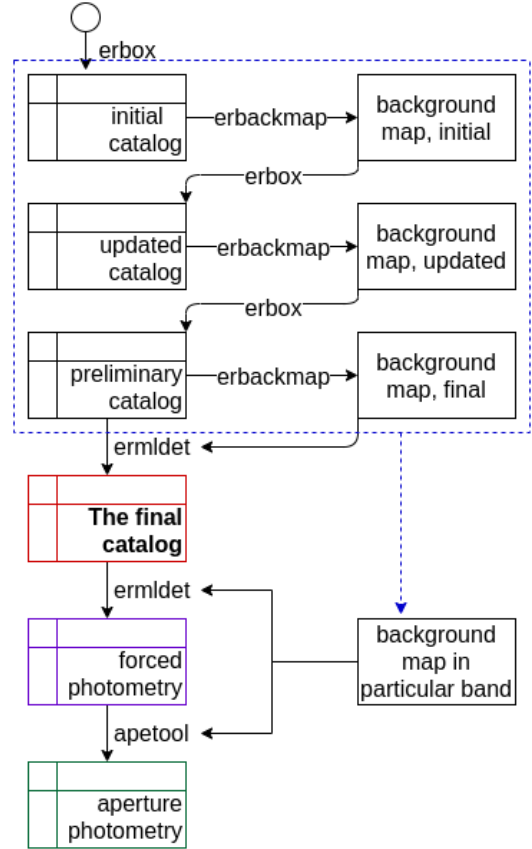 erbox
initial
catalog
erbackmap
background
map, initial
erbox
updated
catalog
erbackmap
background
map, updated
erbox
preliminary
catalog
erbackmap
background
map, final
ermldet
The final
catalog
ermldet
forced
photometry
background
map in
particular band
apetool
aperture
photometry